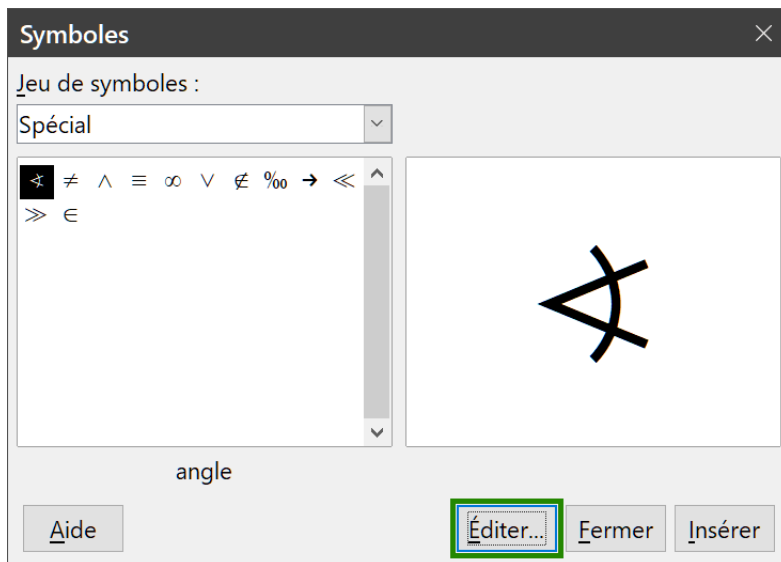 Symboles
Jeu de symboles :
Spécial
∢ ≠ ∧ ≡ ∞ ∨ ∉ ‰ → ≪
≫ ∈
∢
angle
Aide
Éditer...
Fermer
Insérer